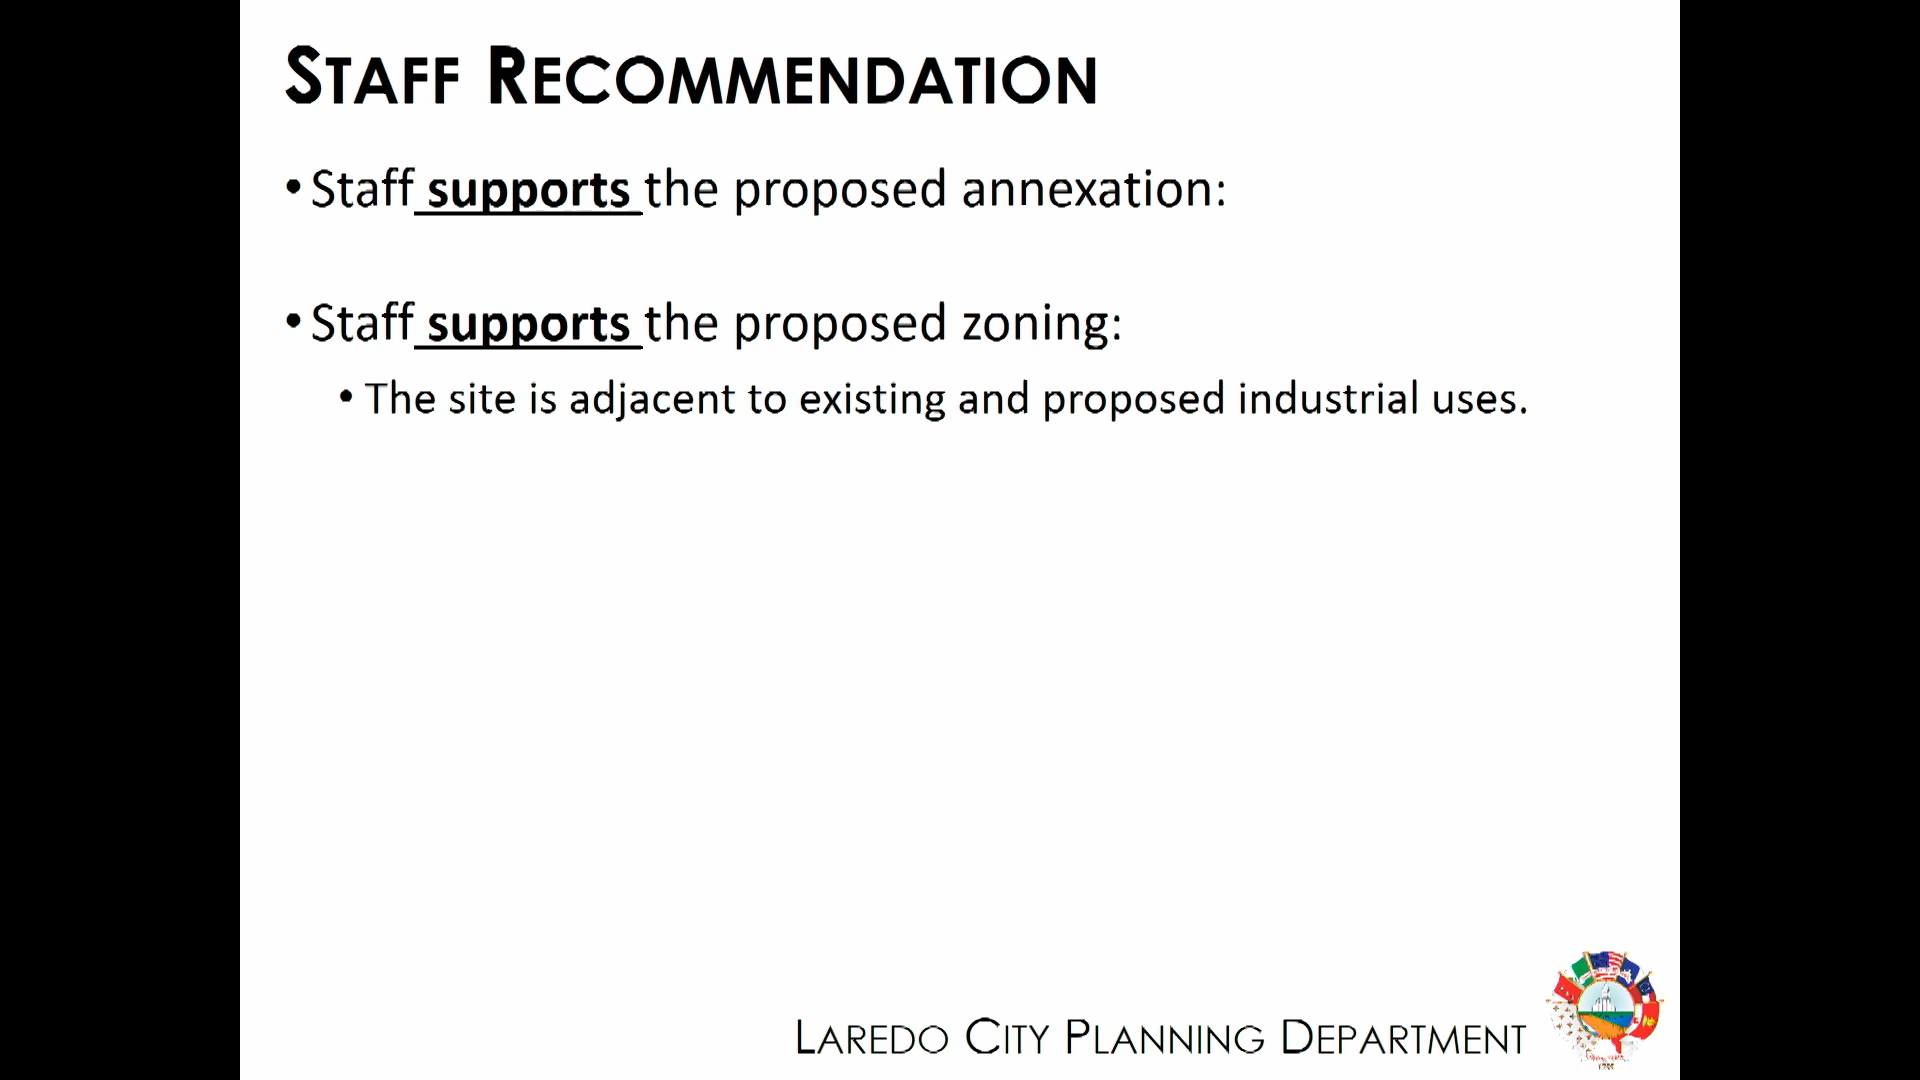 STAFF RECOMMENDATION
• Staff supports the proposed annexation:
• Staff supports the proposed zoning:
• The site is adjacent to existing and proposed industrial uses.
LAREDO CITY PLANNING DEPARTMENT